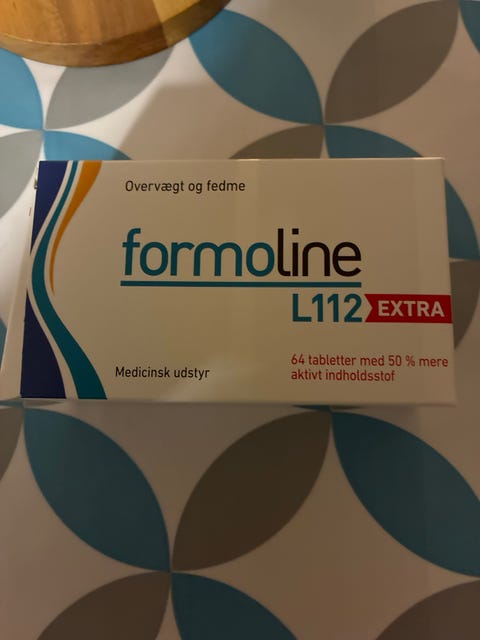 Overvægt og fedme
formoline
L112 EXTRA
Medicinsk udstyr
64 tabletter med 50 % mere
aktivt indholdsstof